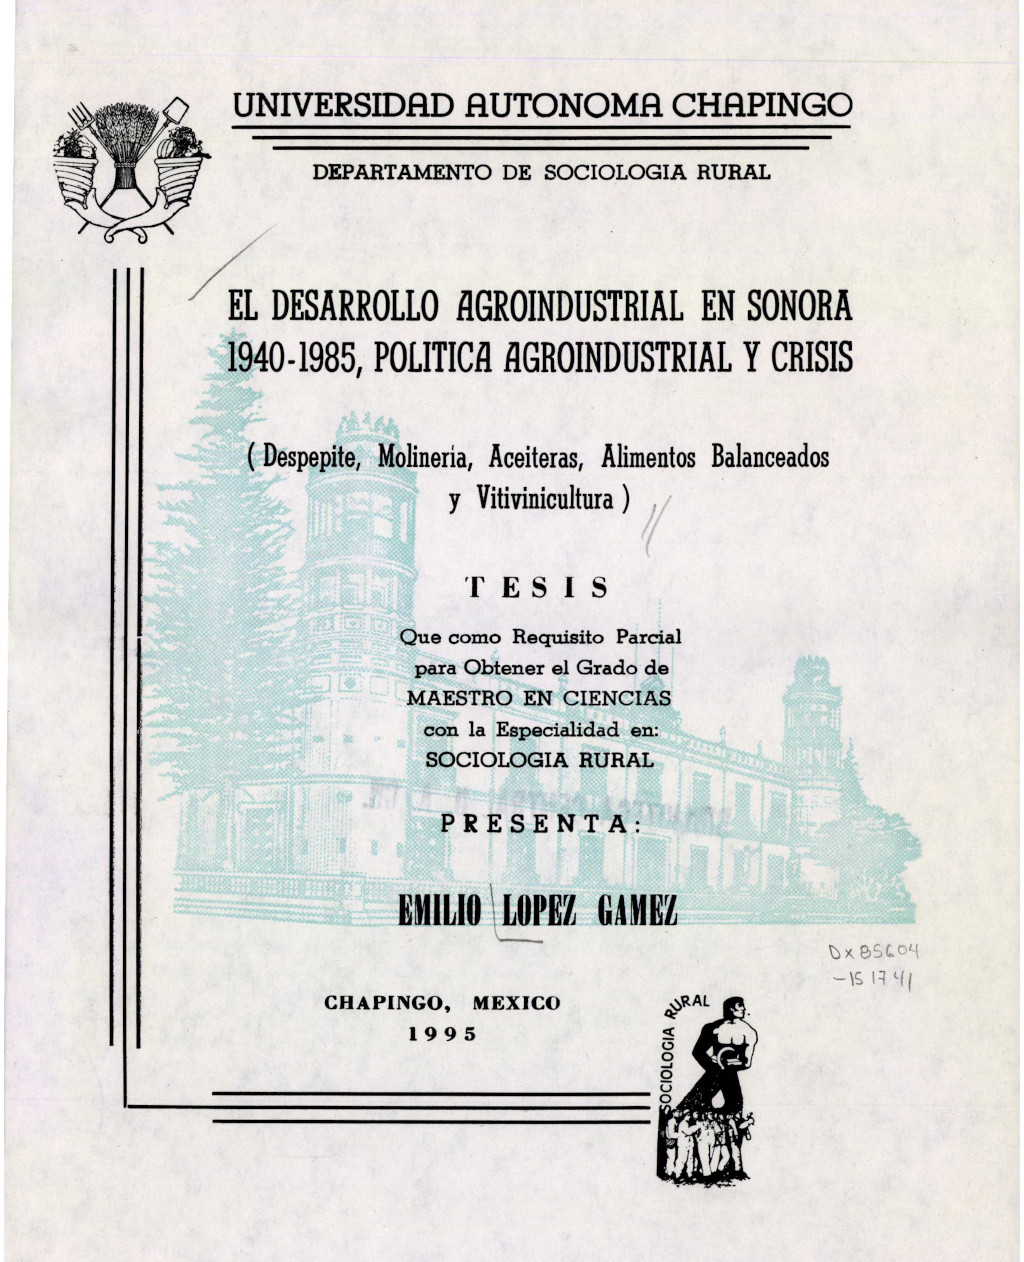 UNIVERSIDAD AUTONOMA CHAPINGO
DEPARTAMENTO DE SOCIOLOGIA RURAL
EL DESARROLLO AGROINDUSTRIAL EN SONORA
1940-1985, POLITICA AGROINDUSTRIAL Y CRISIS
( Despepite, Molinería, Aceiteras, Alimentos Balanceados
y Vitivinicultura )
TESIS
Que como Requisito Parcial
para Obtener el Grado de
MAESTRO EN CIENCIAS
con la Especialidad en:
SOCIOLOGIA RURAL
PRESENTA:
EMILIO LOPEZ GAMEZ
CHAPINGO, MEXICO
1995
SOCIOLOGIA RURAL